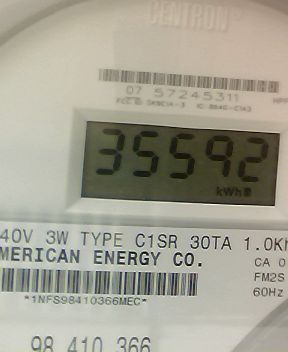 CENTRON®
07 57245311
35592
kWh
40V 3W TYPE C1SR 30TA 1.0Kh
MERICAN ENERGY CO.
CA 0
FM2S
60Hz
*1NFS98410366MEC*
98 410 366